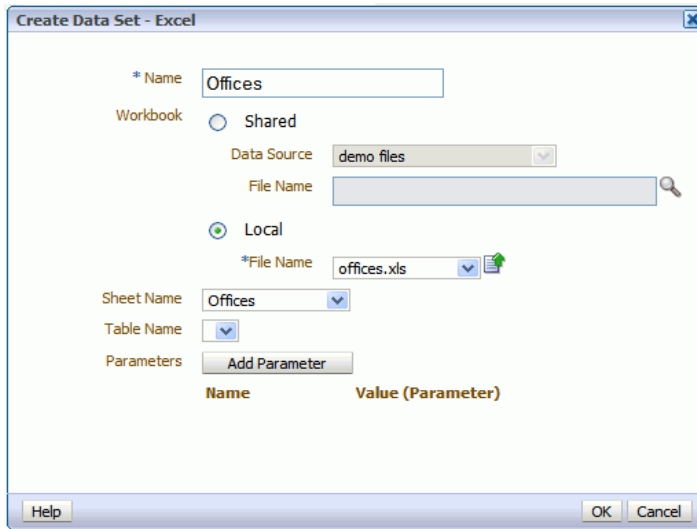 Create Data Set - Excel
* Name Offices
Workbook Shared
Data Source demo files
File Name
Local
*File Name offices.xls
Sheet Name Offices
Table Name
Parameters Add Parameter
Name Value (Parameter)
Help OK Cancel